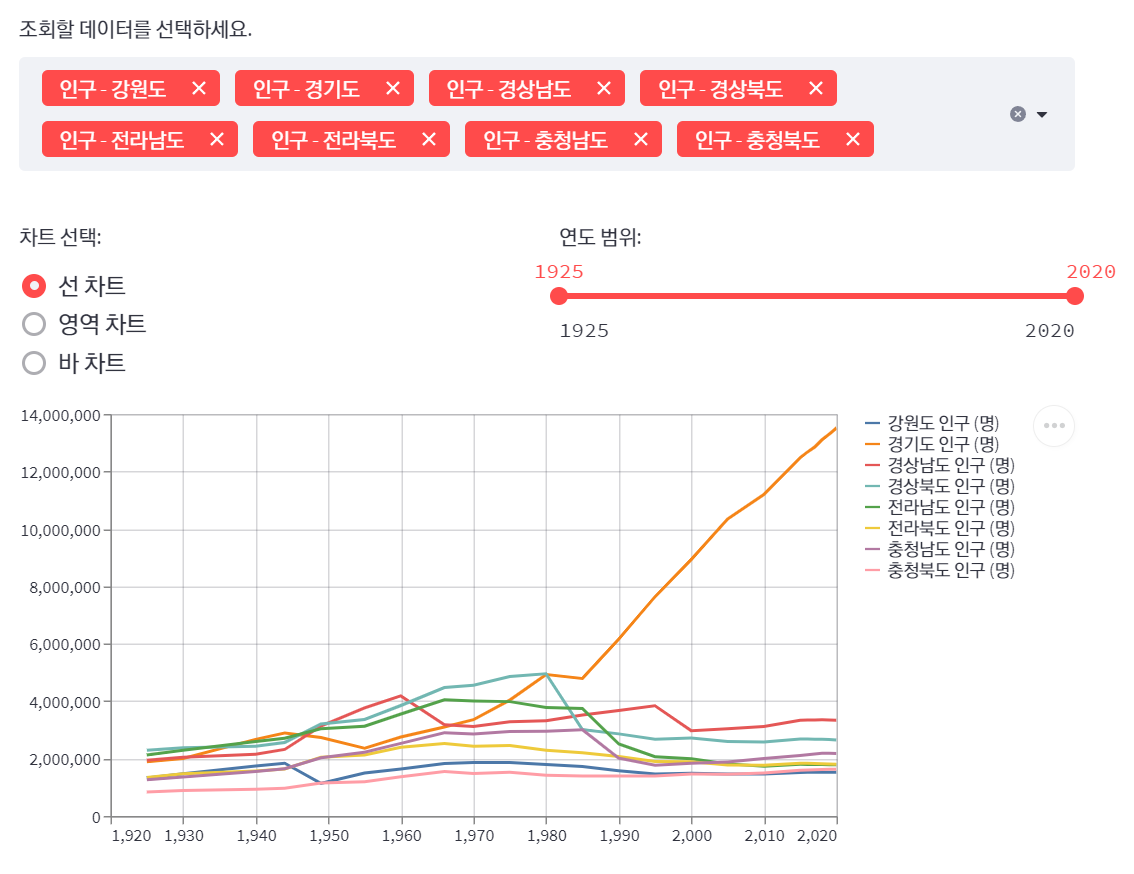 조회할 데이터를 선택하세요.
인구 - 강원도 인구 - 경기도 인구 - 경상남도 인구 - 경상북도
인구 - 전라남도 인구 - 전라북도 인구 - 충청남도 인구 - 충청북도
차트 선택:
선 차트
영역 차트
바 차트
연도 범위:
1925 2020
1925 2020
14,000,000
12,000,000
10,000,000
8,000,000
6,000,000
4,000,000
2,000,000
0
1,920 1,930 1,940 1,950 1,960 1,970 1,980 1,990 2,000 2,010 2,020
강원도 인구 (명)
경기도 인구 (명)
경상남도 인구 (명)
경상북도 인구 (명)
전라남도 인구 (명)
전라북도 인구 (명)
충청남도 인구 (명)
충청북도 인구 (명)